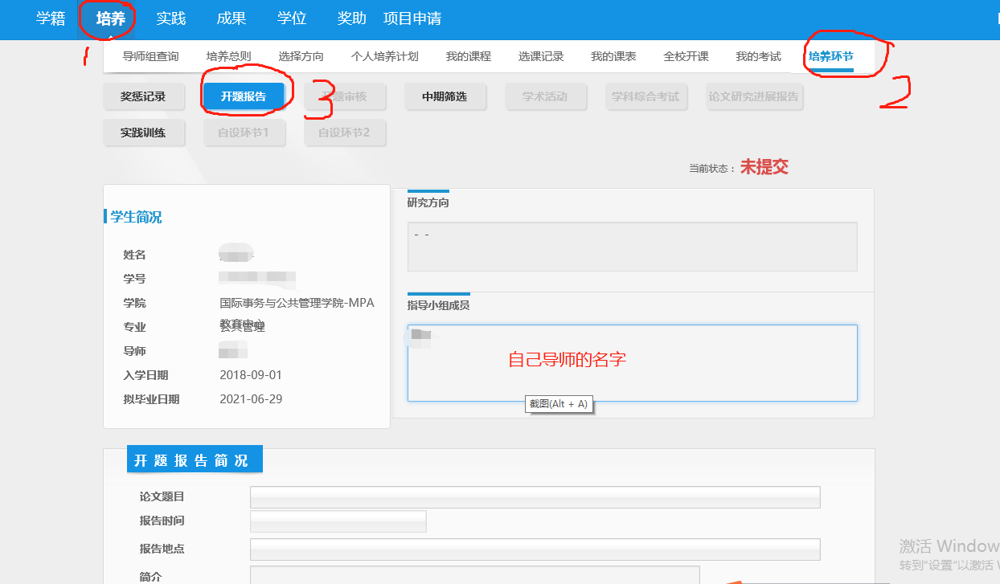 学籍 培养 实践 成果 学位 奖助 项目申请
1
导师组查询 培养总则 选择方向 个人培养计划 我的课程 选课记录 我的课表 全校开课 我的考试 培养环节
2
奖惩记录 开题报告 开题审核 中期筛选 学术活动 学科综合考试 论文研究进展报告
3
实践训练 自设环节1 自设环节2
当前状态： 未提交
学生简况
姓名
学号
学院 国际事务与公共管理学院-MPA
教育中心
专业 公共管理
导师
入学日期 2018-09-01
拟毕业日期 2021-06-29
研究方向
- -
指导小组成员
自己导师的名字
截图(Alt + A)
开题报告简况
论文题目
报告时间
报告地点
简介
激活 Window
转到"设置"以激活 W